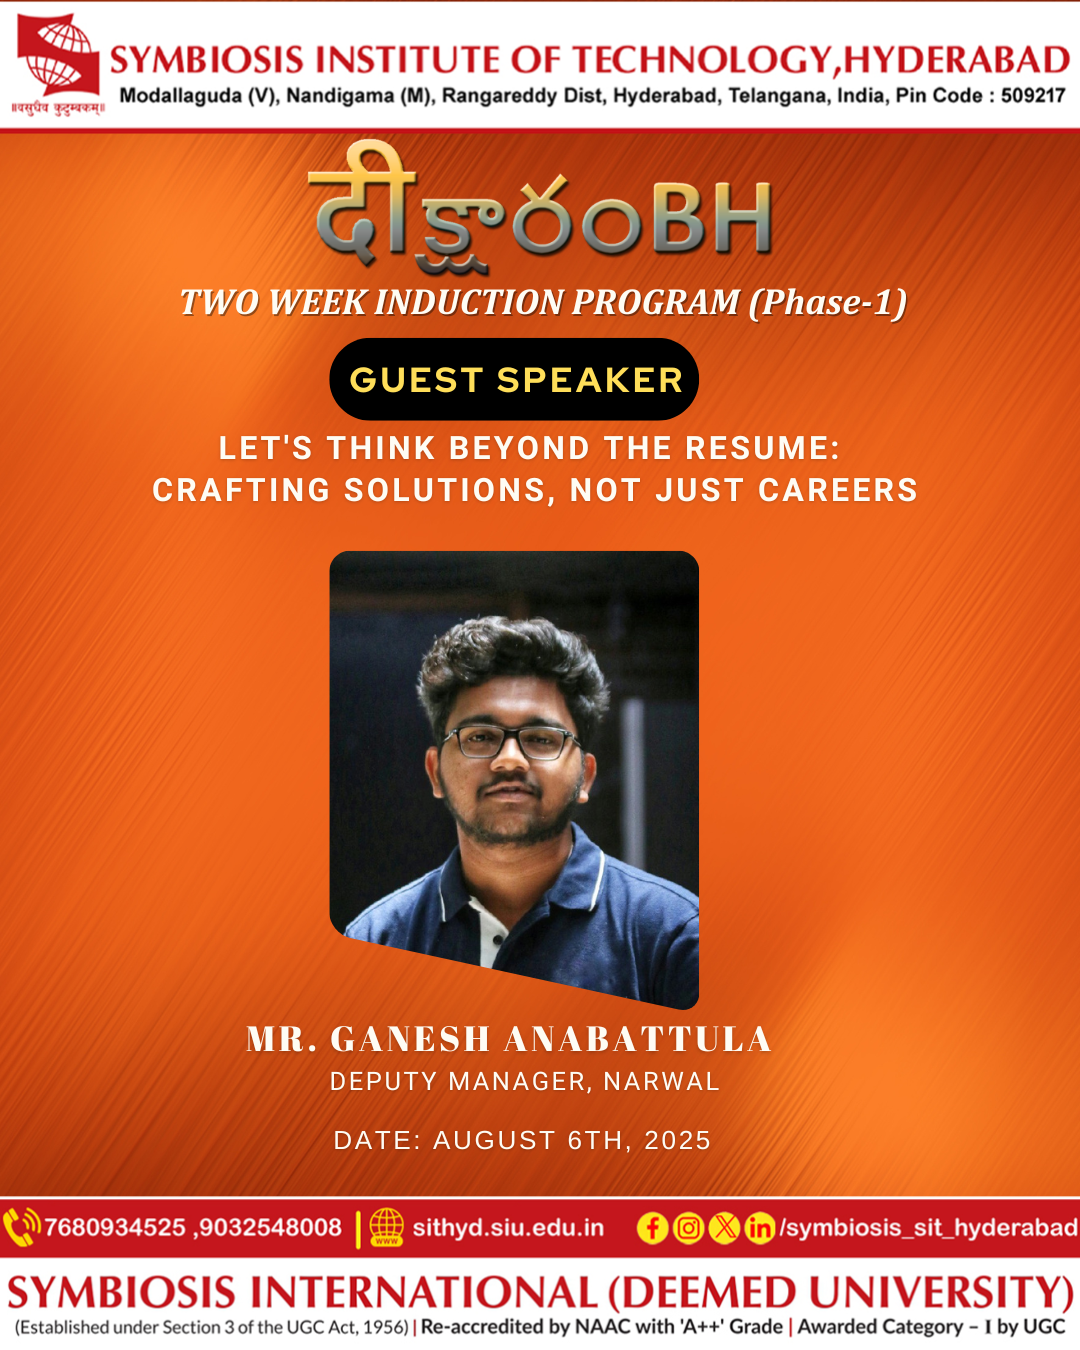 SYMBIOSIS INSTITUTE OF TECHNOLOGY,HYDERABAD
॥वसुधैव कुटुम्बकम्॥
Modallaguda (V), Nandigama (M), Rangareddy Dist, Hyderabad, Telangana, India, Pin Code : 509217
TWO WEEK INDUCTION PROGRAM (Phase-1)
GUEST SPEAKER
LET'S THINK BEYOND THE RESUME:
CRAFTING SOLUTIONS, NOT JUST CAREERS
MR. GANESH ANABATTULA
DEPUTY MANAGER, NARWAL
DATE: AUGUST 6TH, 2025
7680934525 ,9032548008 | www sithyd.siu.edu.in /symbiosis_sit_hyderabad
SYMBIOSIS INTERNATIONAL (DEEMED UNIVERSITY)
(Established under Section 3 of the UGC Act, 1956) | Re-accredited by NAAC with 'A++' Grade | Awarded Category – I by UGC